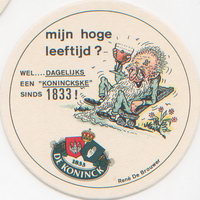 mijn hoge
leeftijd?
WEL....DAGELIJKS
EEN "KONINCKSKE"
SINDS 1833!
1833
DE KONINCK
René De Brouwer